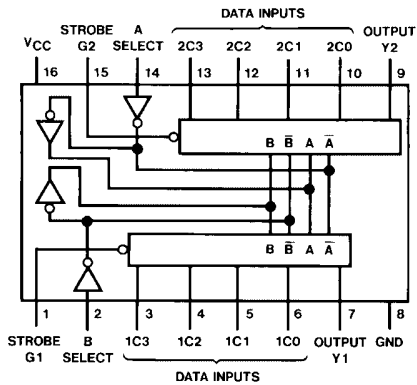 DATA INPUTS
STROBE A OUTPUT
VCC G2 SELECT 2C3 2C2 2C1 2C0 Y2
16 15 14 13 12 11 10 9
B B̅ A A̅
B B̅ A A̅
1 2 3 4 5 6 7 8
STROBE B 1C3 1C2 1C1 1C0 OUTPUT GND
G1 SELECT Y1
DATA INPUTS